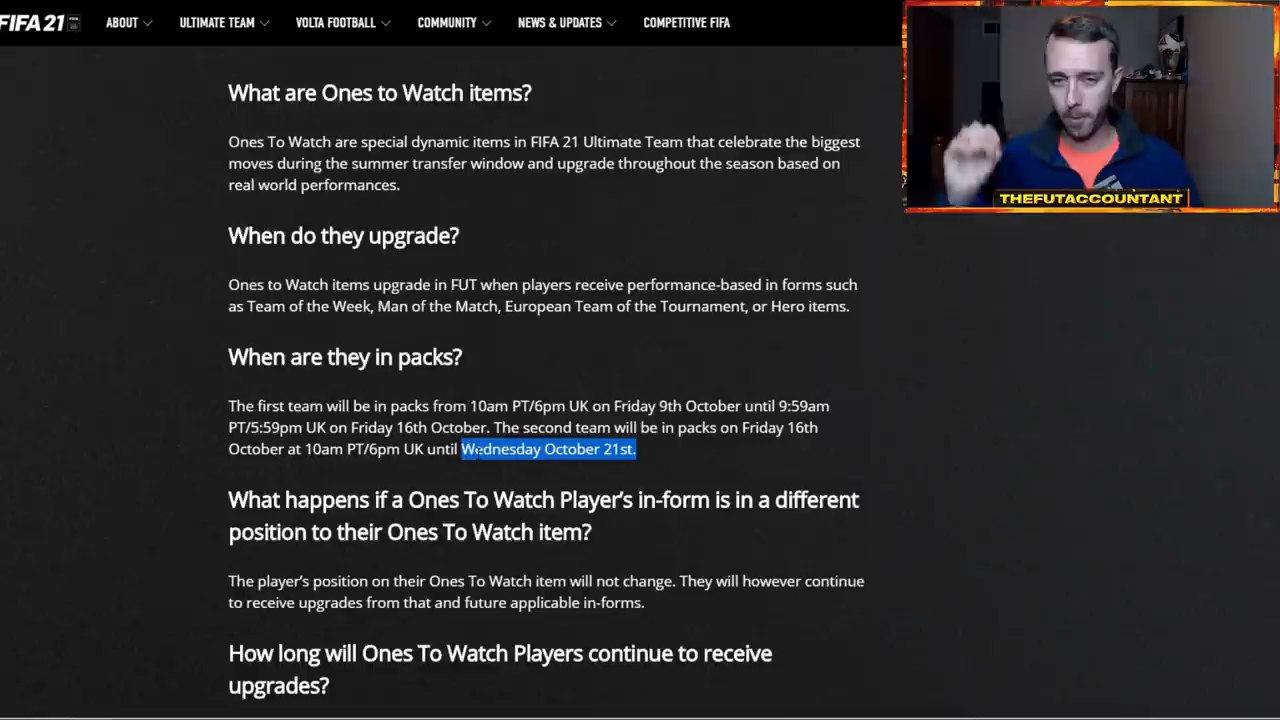 FIFA 21 ABOUT ULTIMATE TEAM VOLTA FOOTBALL COMMUNITY NEWS & UPDATES COMPETITIVE FIFA
What are Ones to Watch items?
Ones To Watch are special dynamic items in FIFA 21 Ultimate Team that celebrate the biggest
moves during the summer transfer window and upgrade throughout the season based on
real world performances.
THEFUTACCOUNTANT
When do they upgrade?
Ones to Watch items upgrade in FUT when players receive performance-based in forms such
as Team of the Week, Man of the Match, European Team of the Tournament, or Hero items.
When are they in packs?
The first team will be in packs from 10am PT/6pm UK on Friday 9th October until 9:59am
PT/5:59pm UK on Friday 16th October. The second team will be in packs on Friday 16th
October at 10am PT/6pm UK until Wednesday October 21st.
What happens if a Ones To Watch Player's in-form is in a different
position to their Ones To Watch item?
The player's position on their Ones To Watch item will not change. They will however continue
to receive upgrades from that and future applicable in-forms.
How long will Ones To Watch Players continue to receive
upgrades?